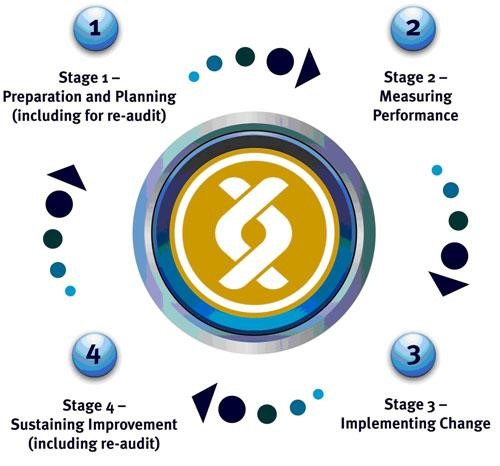 1
Stage 1 –
Preparation and Planning
(including for re-audit)
2
Stage 2 –
Measuring
Performance
3
Stage 3 –
Implementing Change
4
Stage 4 –
Sustaining Improvement
(including re-audit)